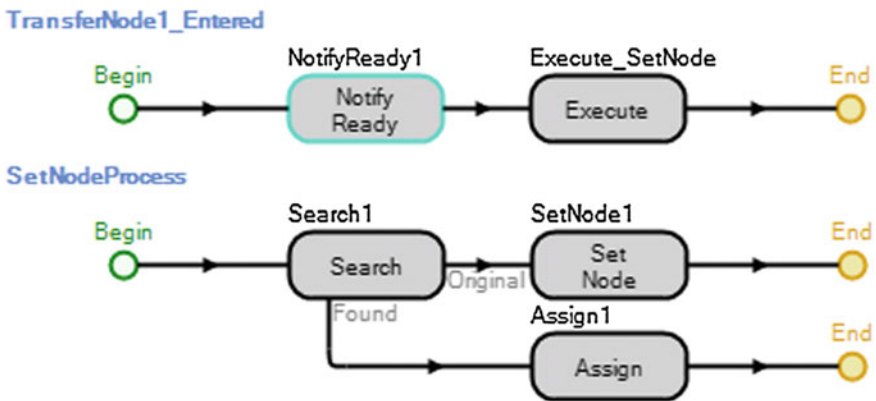 TransferNode1_Entered
Begin
NotifyReady1
Execute_SetNode
End
Notify
Ready
Execute
SetNodeProcess
Begin
Search1
SetNode1
End
Search
Original
Set
Node
Found
Assign1
End
Assign